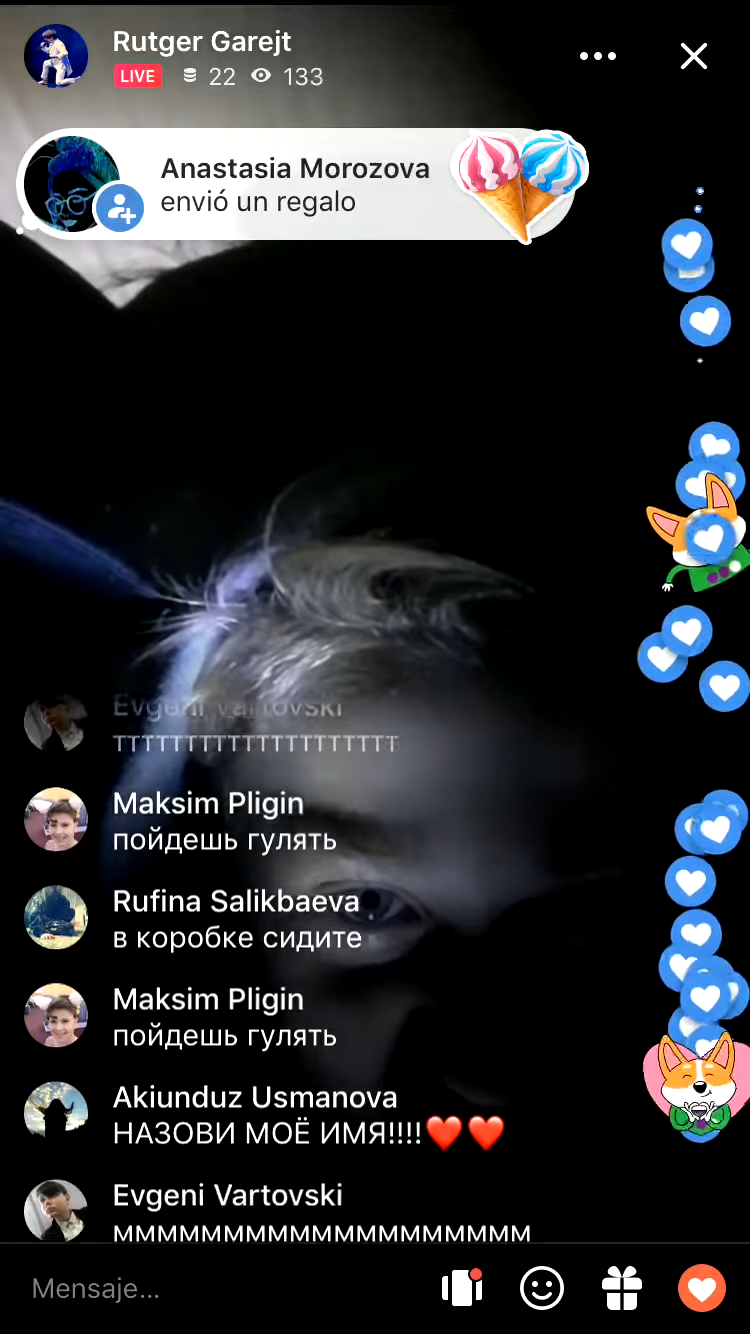 Rutger Garejt
LIVE 22 133
Anastasia Morozova
envió un regalo
Evgeni Vartovski
ТТТТТТТТТТТТТТТТТТТТ
Maksim Pligin
пойдешь гулять
Rufina Salikbaeva
в коробке сидите
Maksim Pligin
пойдешь гулять
Akiunduz Usmanova
НАЗОВИ МОЁ ИМЯ!!!!❤️❤️
Evgeni Vartovski
ММММММММММММММММММММ
Mensaje...